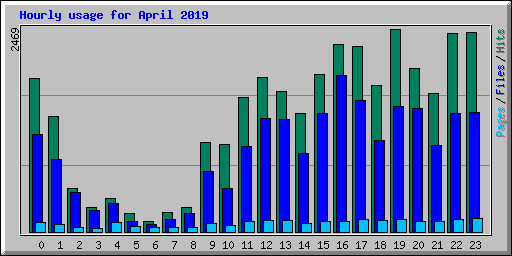 Hourly usage for April 2019
2469
Pages / Files / Hits
0 1 2 3 4 5 6 7 8 9 10 11 12 13 14 15 16 17 18 19 20 21 22 23